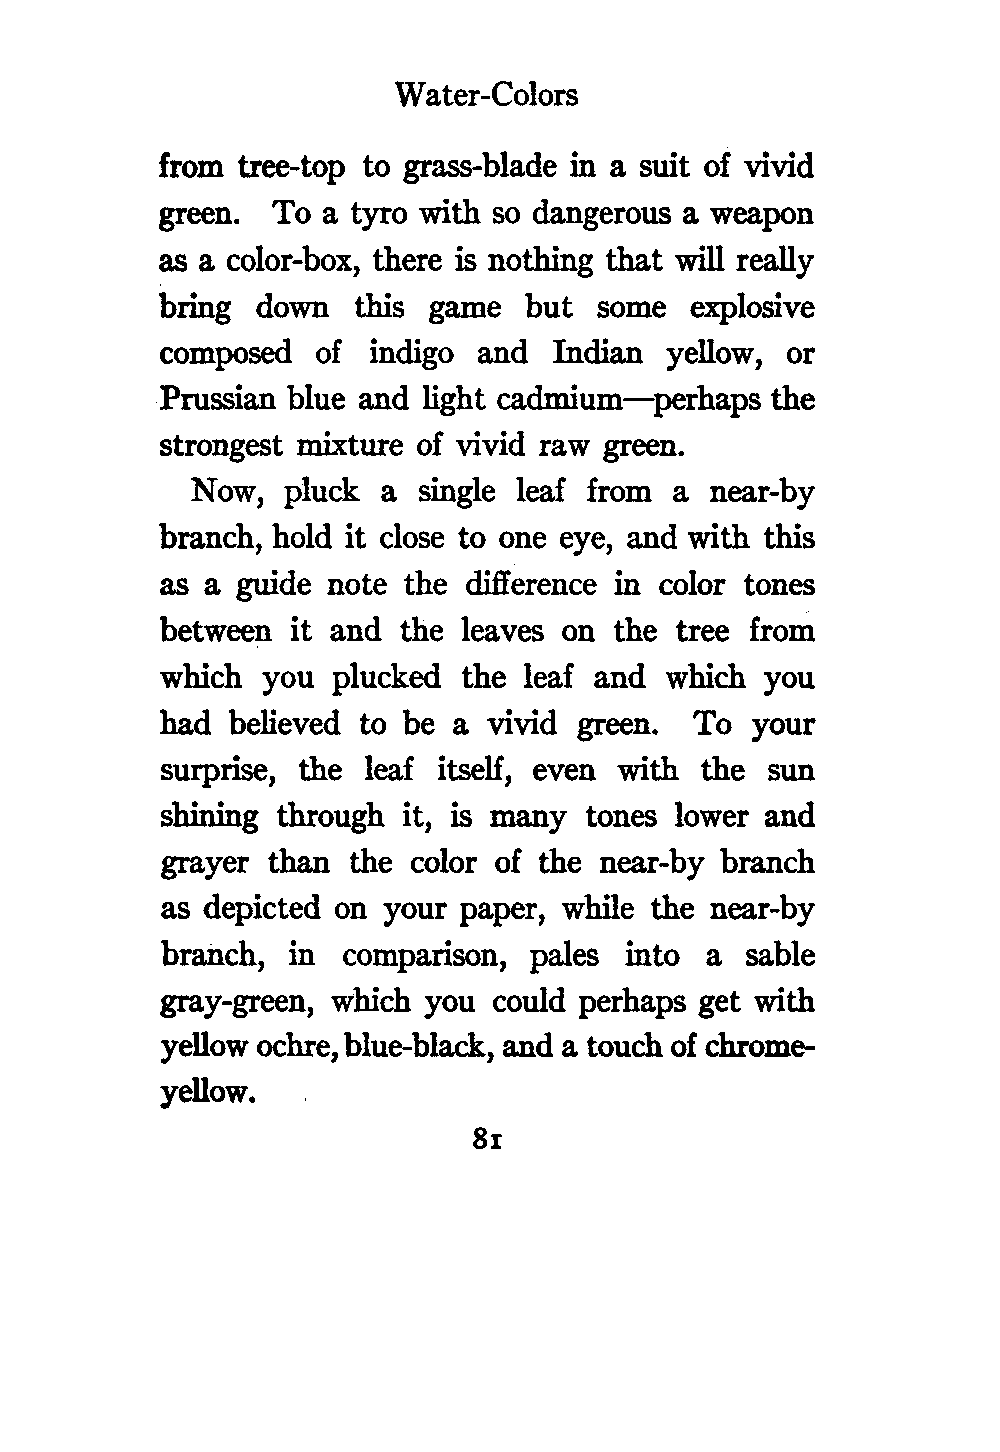 Water-Colors
from tree-top to grass-blade in a suit of vivid
green. To a tyro with so dangerous a weapon
as a color-box, there is nothing that will really
bring down this game but some explosive
composed of indigo and Indian yellow, or
Prussian blue and light cadmium—perhaps the
strongest mixture of vivid raw green.
Now, pluck a single leaf from a near-by
branch, hold it close to one eye, and with this
as a guide note the difference in color tones
between it and the leaves on the tree from
which you plucked the leaf and which you
had believed to be a vivid green. To your
surprise, the leaf itself, even with the sun
shining through it, is many tones lower and
grayer than the color of the near-by branch
as depicted on your paper, while the near-by
branch, in comparison, pales into a sable
gray-green, which you could perhaps get with
yellow ochre, blue-black, and a touch of chrome-
yellow.
81